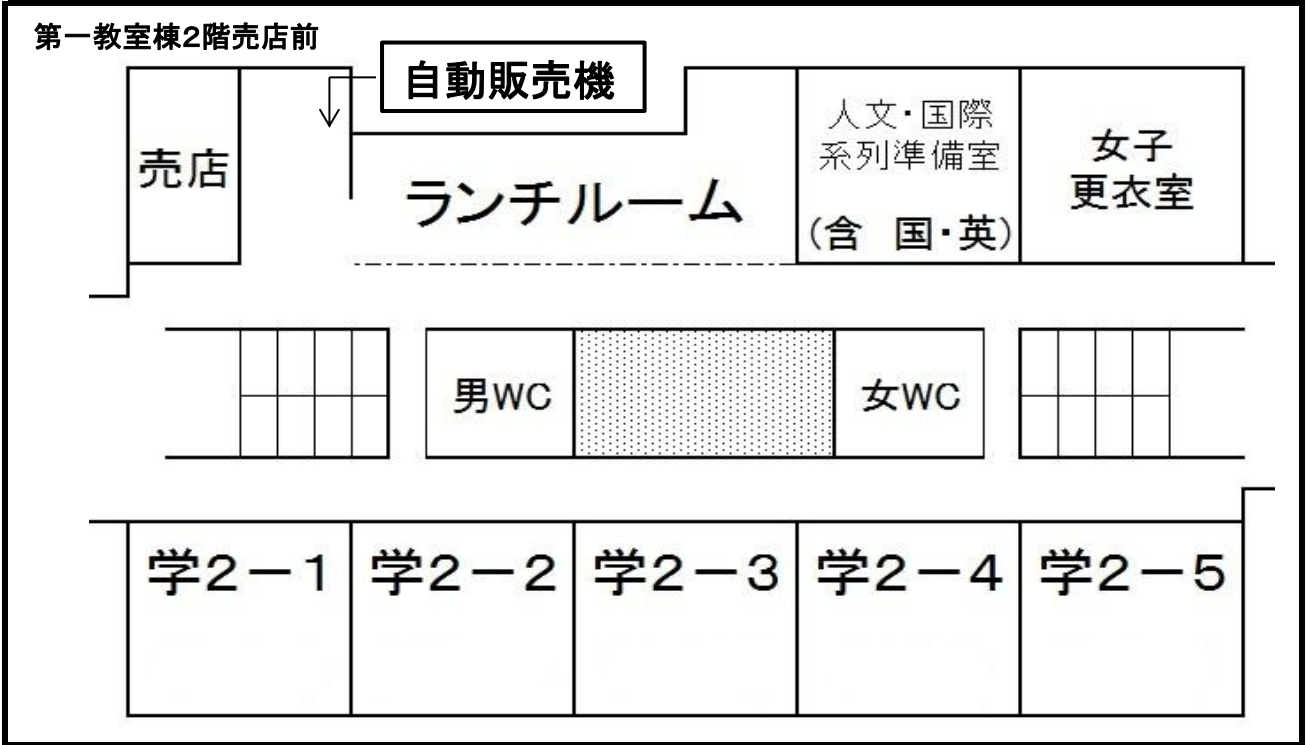 第一教室棟2階売店前
自動販売機
売店
ランチルーム
人文・国際
系列準備室
(含 国・英)
女子
更衣室
男WC
女WC
学2-1
学2-2
学2-3
学2-4
学2-5